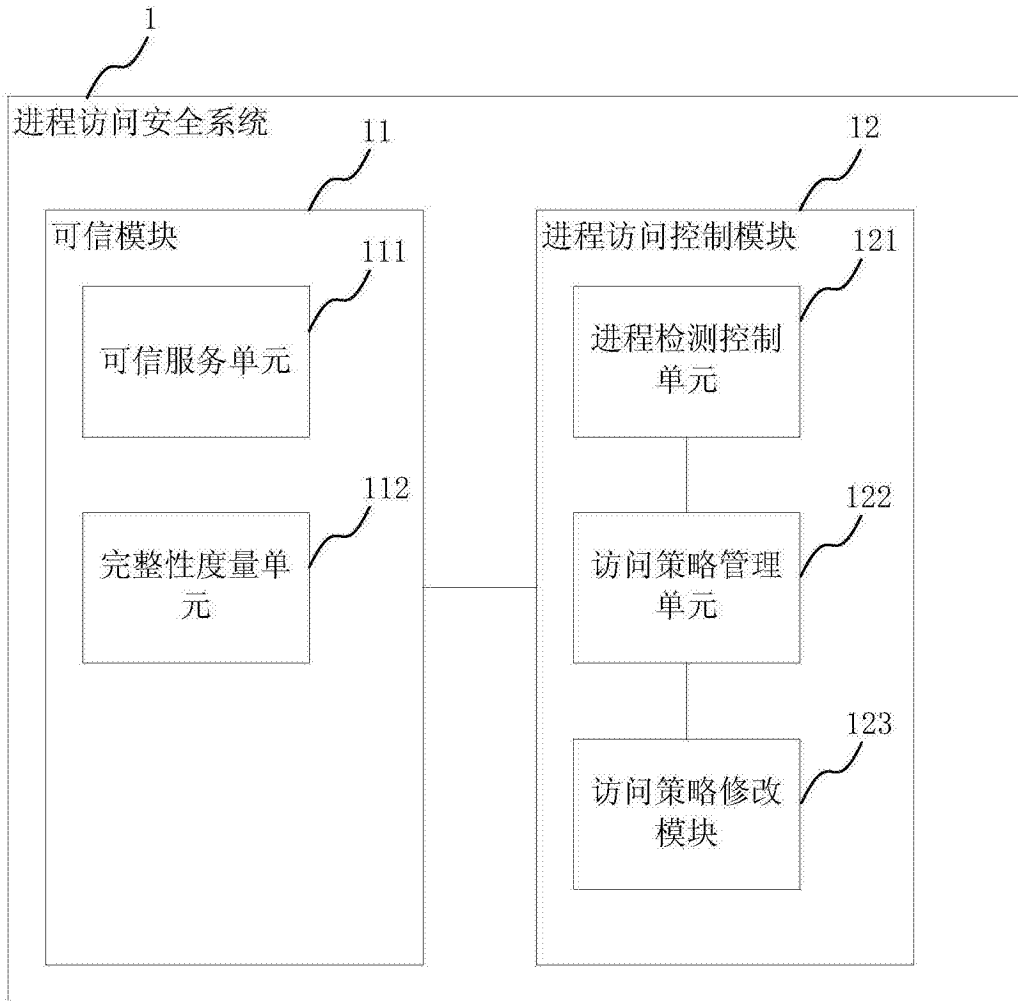 1
进程访问安全系统
11
12
可信模块
进程访问控制模块
111
121
可信服务单元
进程检测控制
单元
112
122
完整性度量单
元
访问策略管理
单元
123
访问策略修改
模块